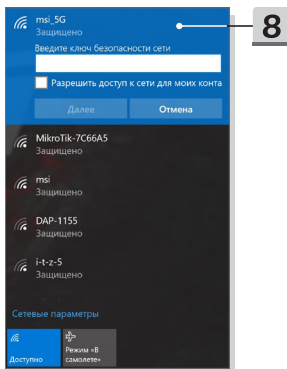 msi_5G
Защищено
Введите ключ безопасности сети
Разрешить доступ к сети для моих конта
Далее
Отмена
MikroTik-7C66A5
Защищено
msi
Защищено
DAP-1155
Защищено
i-t-z-5
Защищено
Сетевые параметры
Доступно
Режим «В
самолете»
8